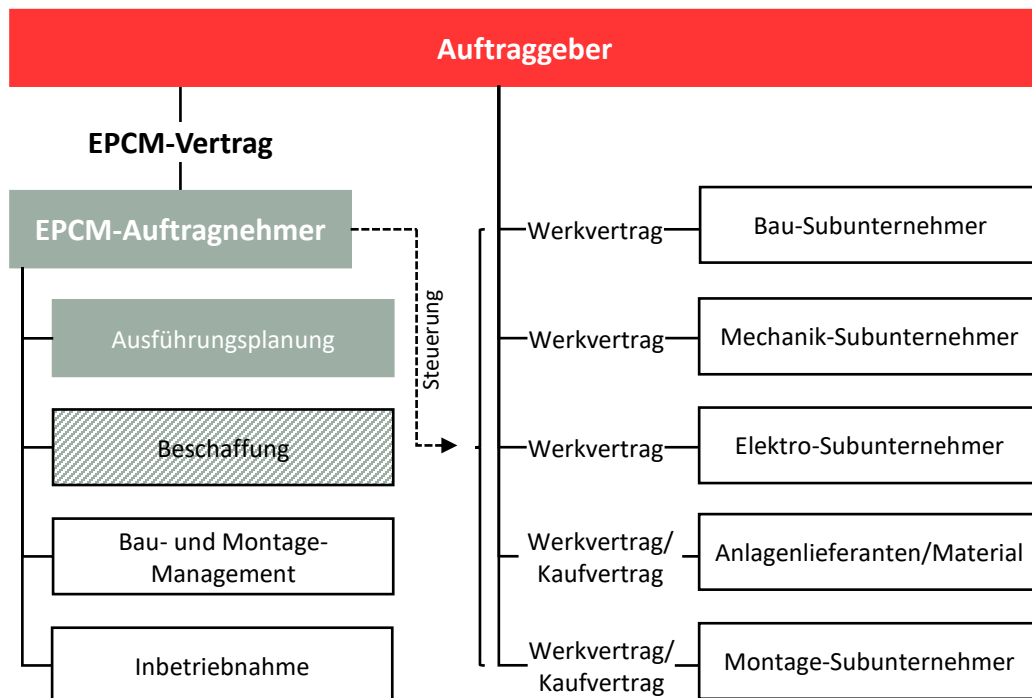 Auftraggeber
EPCM-Vertrag
EPCM-Auftragnehmer
Ausführungsplanung
Beschaffung
Bau- und Montage-
Management
Inbetriebnahme
Steuerung
Werkvertrag
Bau-Subunternehmer
Werkvertrag
Mechanik-Subunternehmer
Werkvertrag
Elektro-Subunternehmer
Werkvertrag/
Kaufvertrag
Anlagenlieferanten/Material
Werkvertrag/
Kaufvertrag
Montage-Subunternehmer